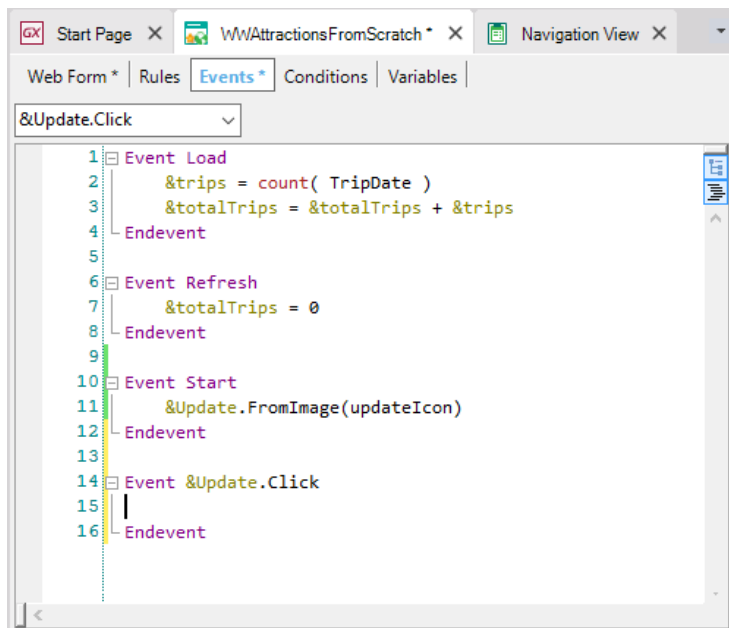 GX Start Page WWAttractionsFromScratch * Navigation View
Web Form * Rules Events * Conditions Variables
&Update.Click
1 Event Load
2 &trips = count( TripDate )
3 &totalTrips = &totalTrips + &trips
4 Endevent
5
6 Event Refresh
7 &totalTrips = 0
8 Endevent
9
10 Event Start
11 &Update.FromImage(updateIcon)
12 Endevent
13
14 Event &Update.Click
15
16 Endevent